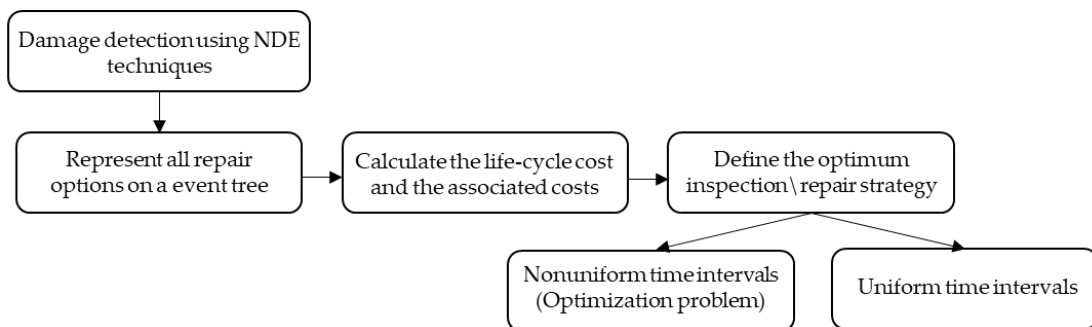 Damage detection using NDE
techniques
Represent all repair
options on a event tree
Calculate the life-cycle cost
and the associated costs
Define the optimum
inspection\repair strategy
Nonuniform time intervals
(Optimization problem)
Uniform time intervals